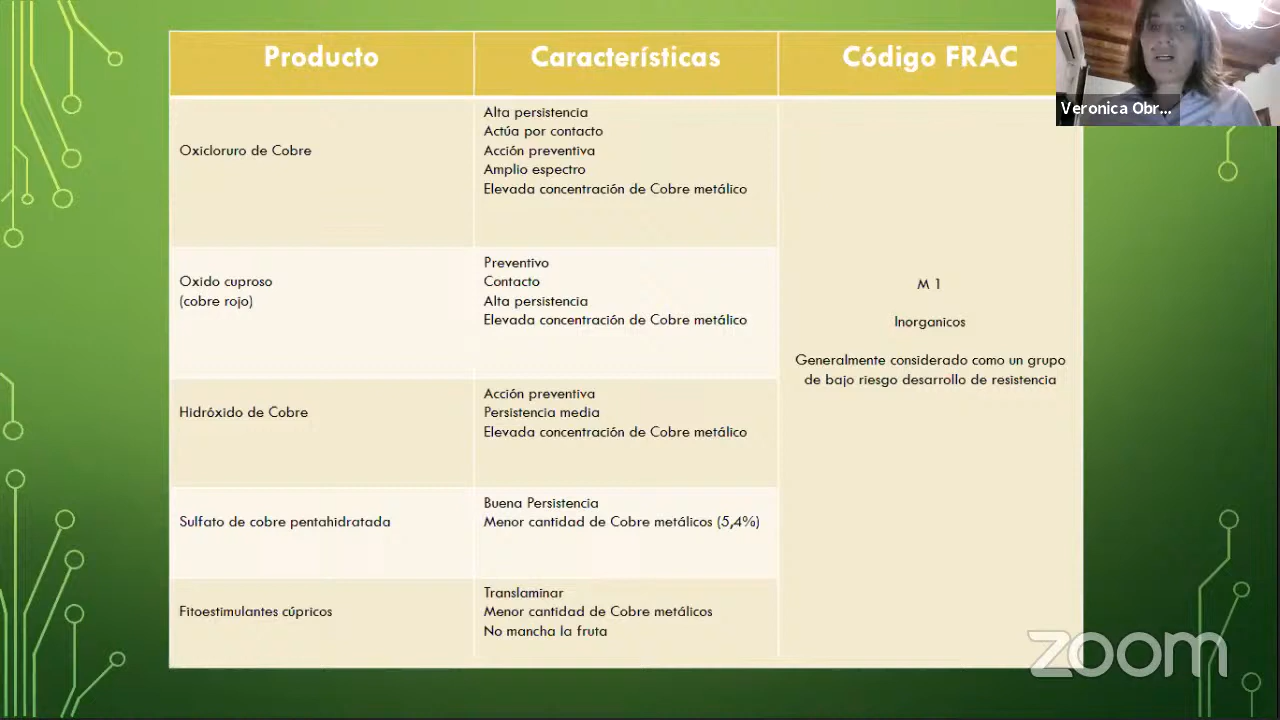 Producto
Características
Código FRAC
Veronica Obr...
Oxicloruro de Cobre
Alta persistencia
Actúa por contacto
Acción preventiva
Amplio espectro
Elevada concentración de Cobre metálico
Oxido cuproso
(cobre rojo)
Preventivo
Contacto
Alta persistencia
Elevada concentración de Cobre metálico
M 1
Inorganicos
Generalmente considerado como un grupo
de bajo riesgo desarrollo de resistencia
Hidróxido de Cobre
Acción preventiva
Persistencia media
Elevada concentración de Cobre metálico
Sulfato de cobre pentahidratada
Buena Persistencia
Menor cantidad de Cobre metálicos (5,4%)
Fitoestimulantes cúpricos
Translaminar
Menor cantidad de Cobre metálicos
No mancha la fruta
zoom